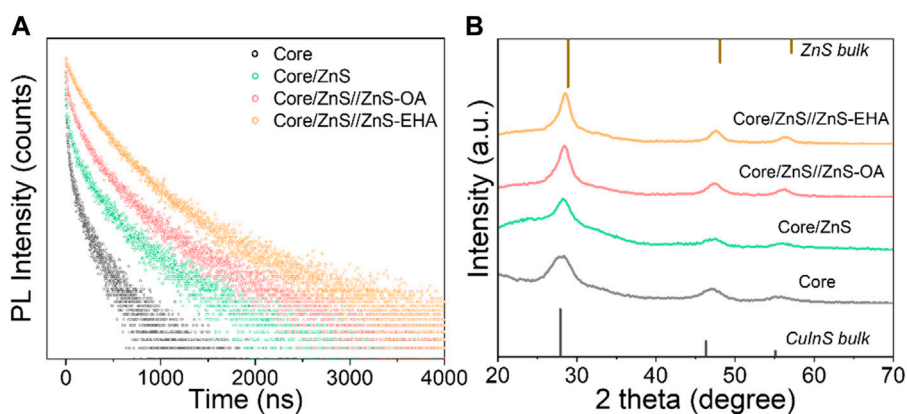 A
PL Intensity (counts)
Core
Core/ZnS
Core/ZnS//ZnS-OA
Core/ZnS//ZnS-EHA
0
1000
2000
3000
4000
Time (ns)
B
Intensity (a.u.)
ZnS bulk
Core/ZnS//ZnS-EHA
Core/ZnS//ZnS-OA
Core/ZnS
Core
CuInS bulk
20
30
40
50
60
70
2 theta (degree)